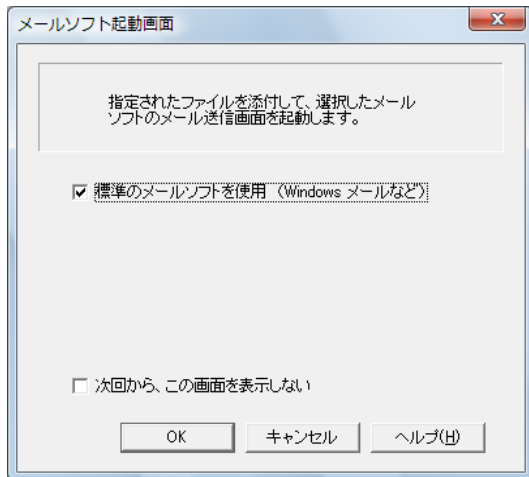 メールソフト起動画面
指定されたファイルを添付して、選択したメール
ソフトのメール送信画面を起動します。
標準のメールソフトを使用 （Windows メールなど）
次回から、この画面を表示しない
OK
キャンセル
ヘルプ(H)